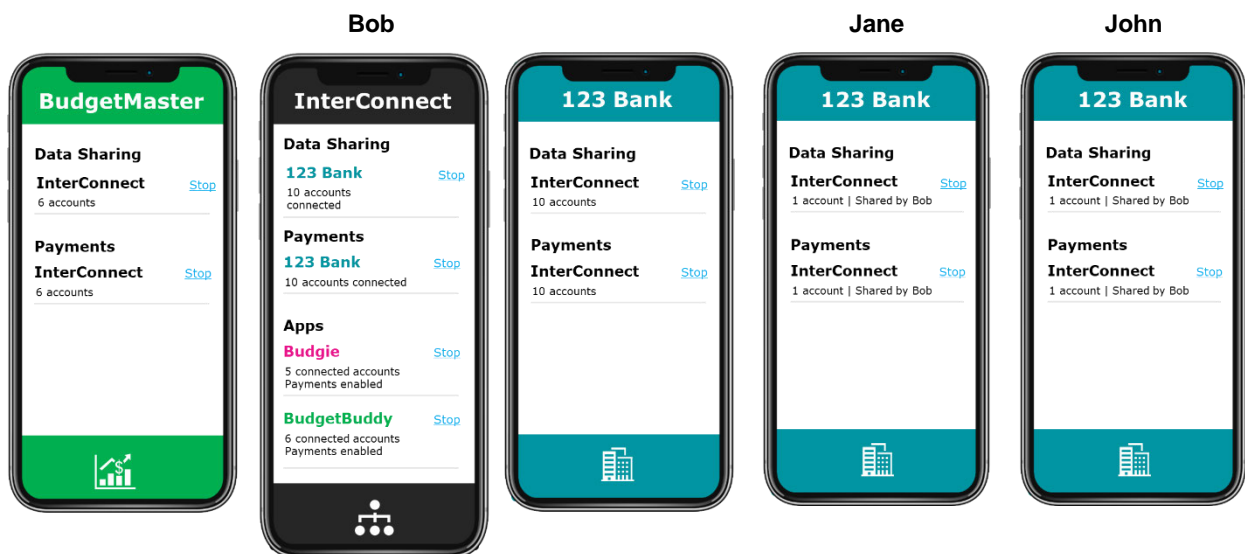 Bob
Jane
John
BudgetMaster
Data Sharing
InterConnect
Stop
6 accounts
Payments
InterConnect
Stop
6 accounts
$
InterConnect
Data Sharing
123 Bank
Stop
10 accounts
connected
Payments
123 Bank
Stop
10 accounts connected
Apps
Budgie
Stop
5 connected accounts
Payments enabled
BudgetBuddy
Stop
6 connected accounts
Payments enabled
123 Bank
Data Sharing
InterConnect
Stop
10 accounts
Payments
InterConnect
Stop
10 accounts
123 Bank
Data Sharing
InterConnect
Stop
1 account | Shared by Bob
Payments
InterConnect
Stop
1 account | Shared by Bob
123 Bank
Data Sharing
InterConnect
Stop
1 account | Shared by Bob
Payments
InterConnect
Stop
1 account | Shared by Bob